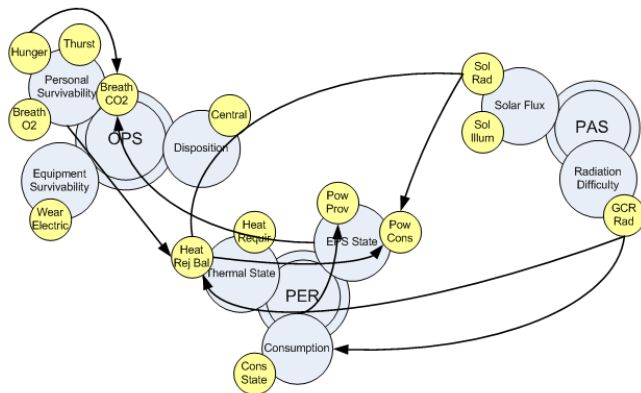 Hunger
Thurst
Personal
Survivability
Breath
CO2
Breath
O2
OPS
Central
Disposition
Equipment
Survivability
Wear
Electric
Sol
Rad
Solar Flux
Sol
Illum
PAS
Radiation
Difficulty
GCR
Rad
Pow
Prov
Pow
Cons
Heat
Requir
EPS State
Heat
Rej Bal
Thermal State
PER
Consumption
Cons
State